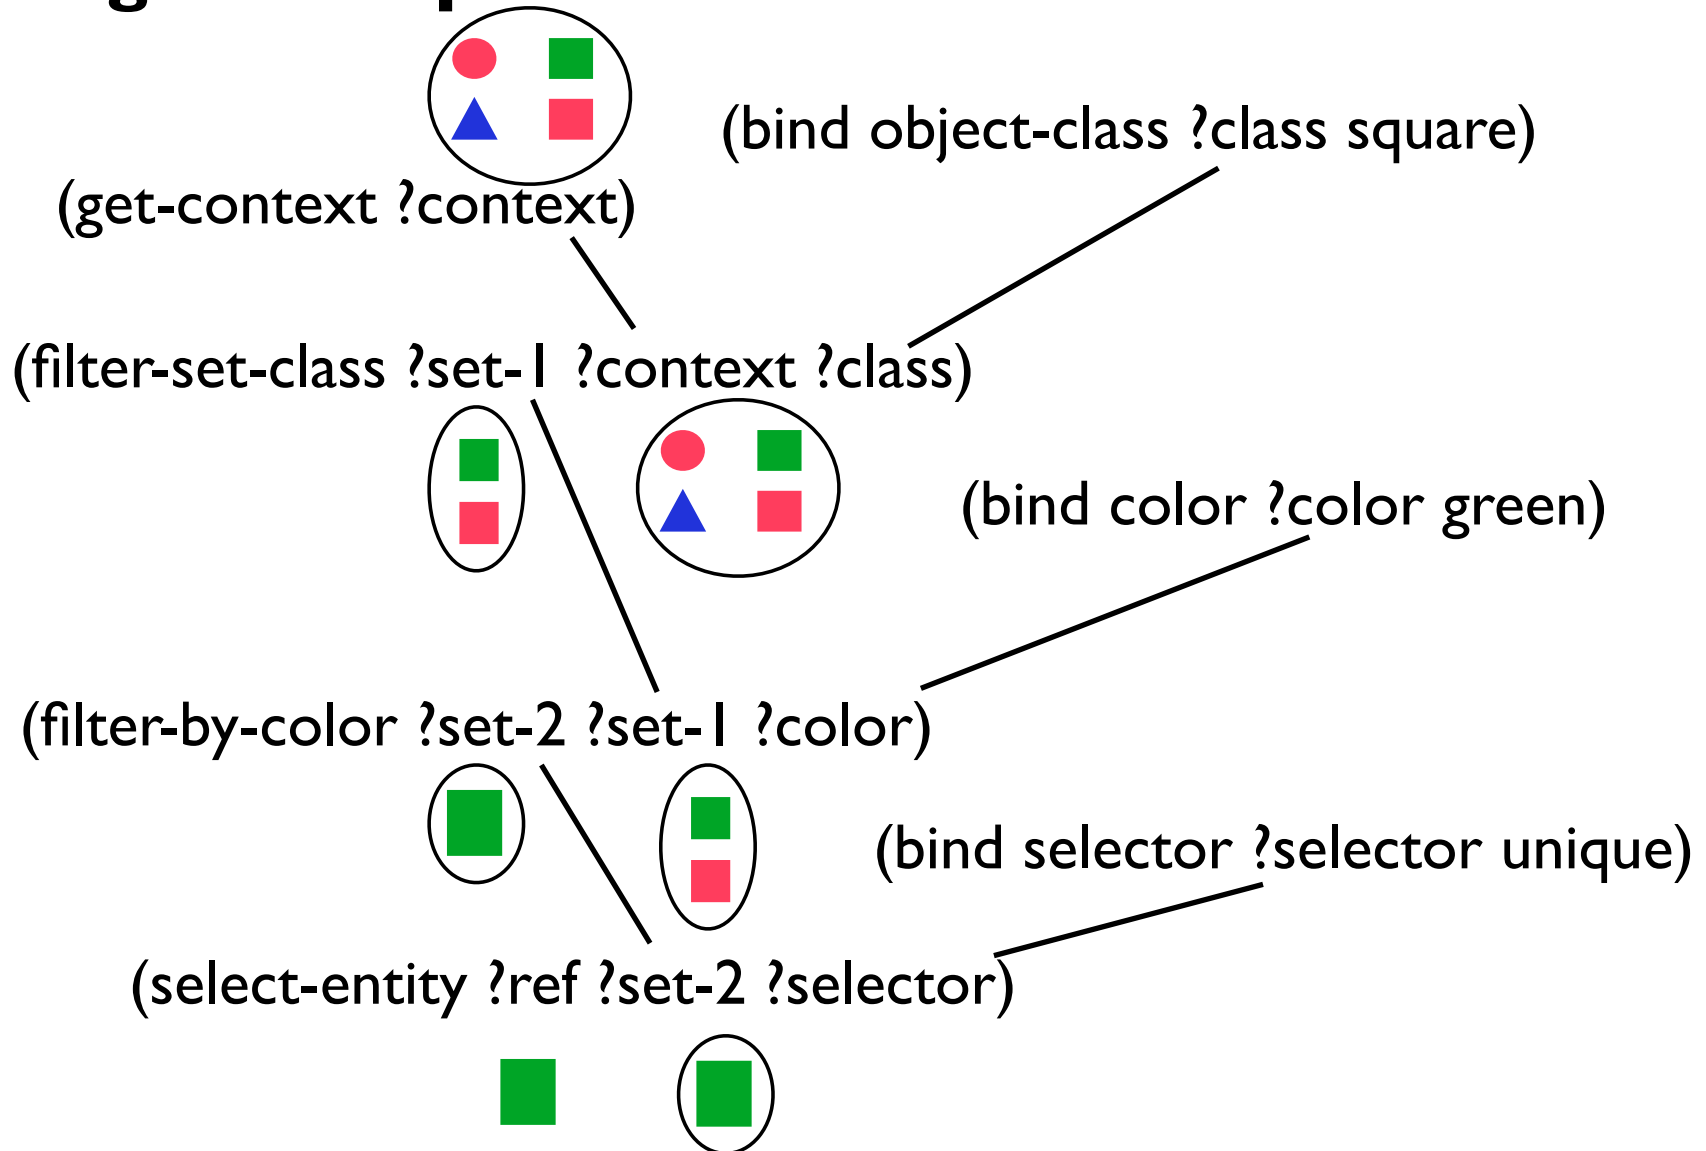 (bind object-class ?class square)
(get-context ?context)
(filter-set-class ?set-1 ?context ?class)
(bind color ?color green)
(filter-by-color ?set-2 ?set-1 ?color)
(bind selector ?selector unique)
(select-entity ?ref ?set-2 ?selector)